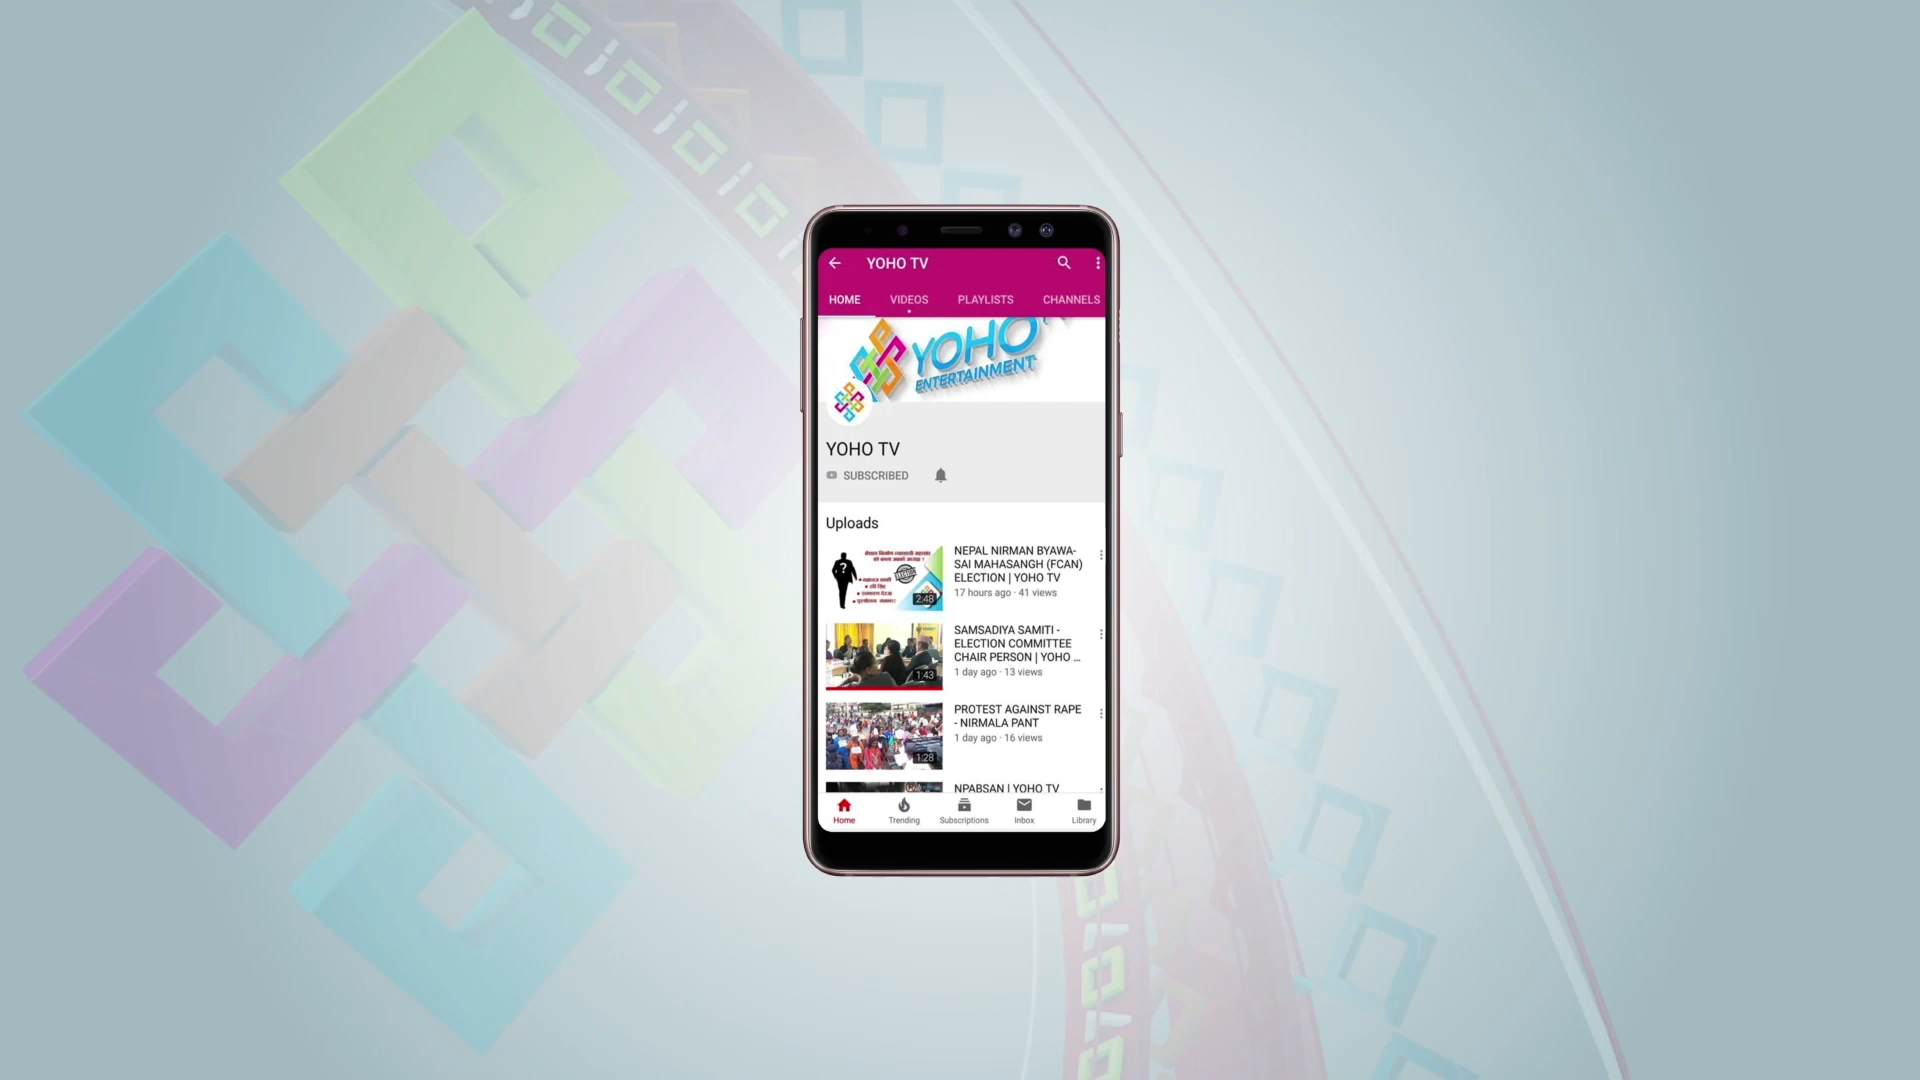 YOHO TV
HOME VIDEOS PLAYLISTS CHANNELS
YOHO
ENTERTAINMENT
YOHO TV
SUBSCRIBED
Uploads
NEPAL NIRMAN BYAWA-
SAI MAHASANGH (FCAN)
ELECTION | YOHO TV
17 hours ago · 41 views
2:48
SAMSADIYA SAMITI -
ELECTION COMMITTEE
CHAIR PERSON | YOHO ...
1 day ago · 13 views
1:43
PROTEST AGAINST RAPE
- NIRMALA PANT
1 day ago · 16 views
1:28
NPABSAN | YOHO TV
Home Trending Subscriptions Inbox Library